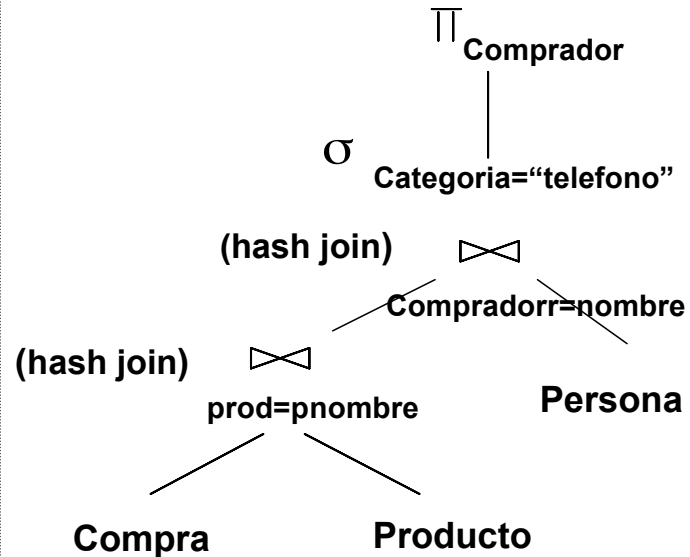 ∏ Comprador
σ Categoria=“telefono”
(hash join)
Compradorr=nombre
(hash join)
Persona
prod=pnombre
Compra Producto